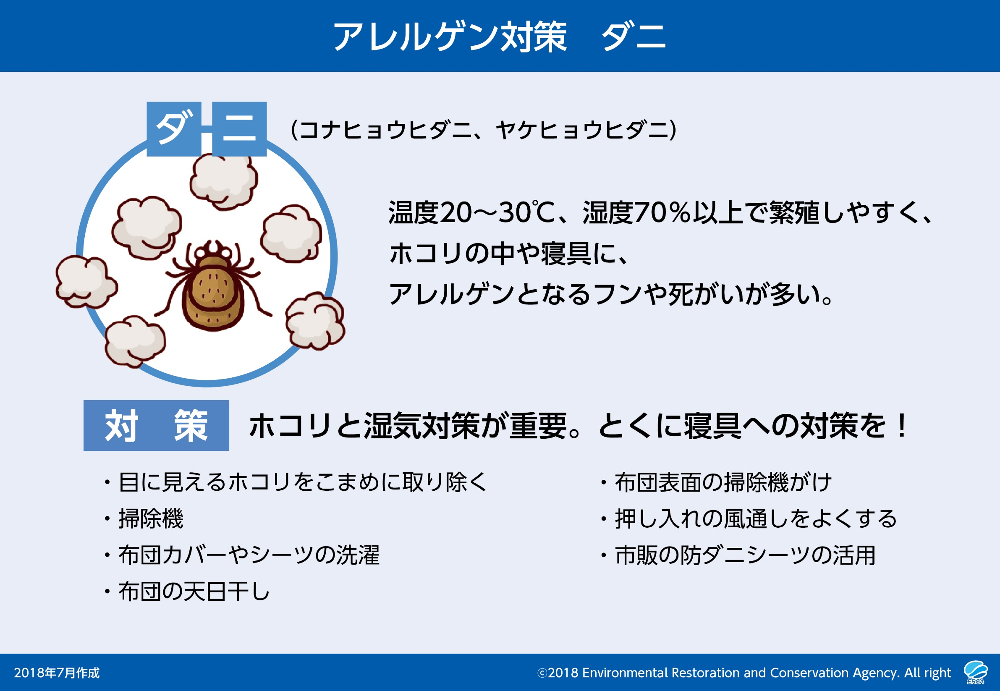 アレルゲン対策　ダニ
ダニ
（コナヒョウヒダニ、ヤケヒョウヒダニ）
温度20～30℃、湿度70％以上で繁殖しやすく、
ホコリの中や寝具に、
アレルゲンとなるフンや死がいが多い。
対　策
ホコリと湿気対策が重要。とくに寝具への対策を！
・目に見えるホコリをこまめに取り除く
・掃除機
・布団カバーやシーツの洗濯
・布団の天日干し
・布団表面の掃除機がけ
・押し入れの風通しをよくする
・市販の防ダニシーツの活用
2018年7月作成
©2018 Environmental Restoration and Conservation Agency. All right
ERCA